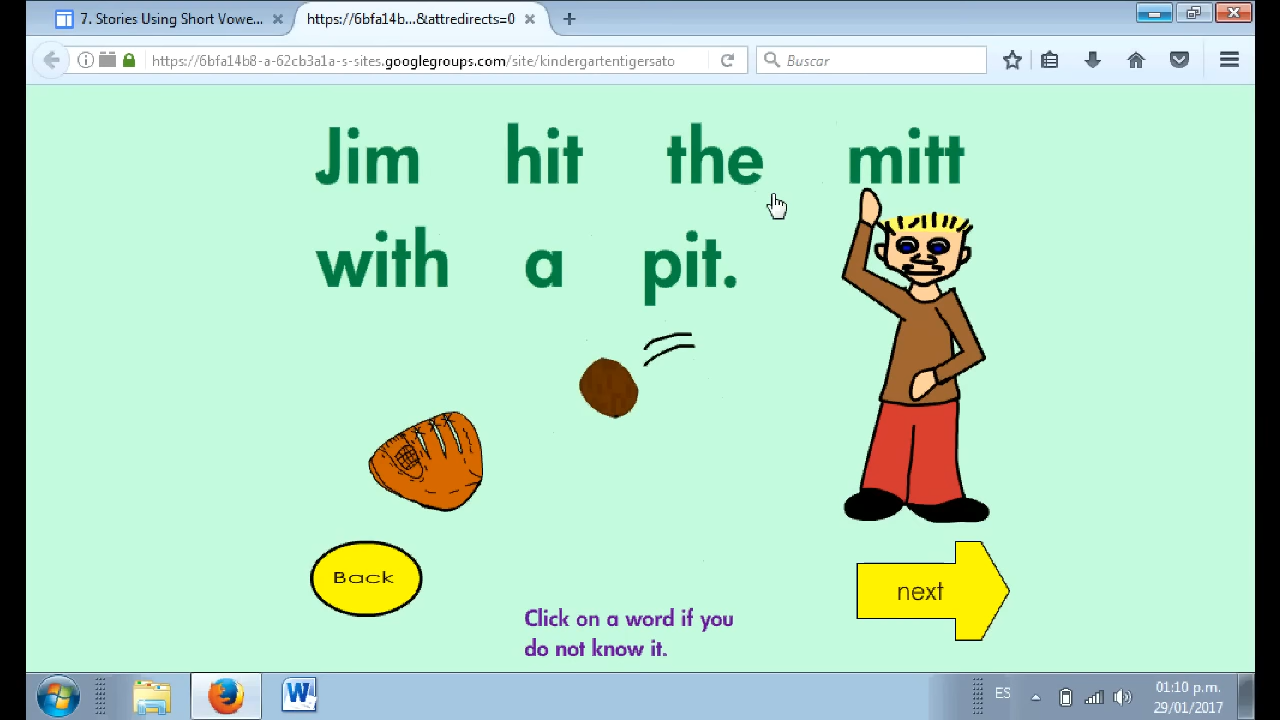 7. Stories Using Short Vowe...
https://6bfa14b...&attredirects=0
https://6bfa14b8-a-62cb3a1a-s-sites.googlegroups.com/site/kindergartentigersato
Buscar
Jim hit the mitt
with a pit.
Back
next
Click on a word if you
do not know it.
W
ES
01:10 p.m.
29/01/2017